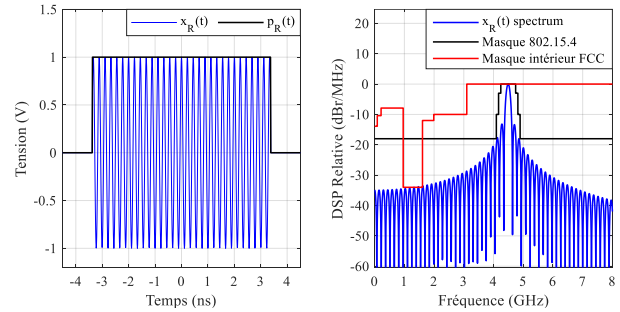 x_R(t) p_R(t)
1.5
1
0.5
0
-0.5
-1
Tension (V)
-4 -3 -2 -1 0 1 2 3 4
Temps (ns)
x_R(t) spectrum
Masque 802.15.4
Masque intérieur FCC
20
10
0
-10
-20
-30
-40
-50
-60
DSP Relative (dBr/MHz)
0 1 2 3 4 5 6 7 8
Fréquence (GHz)